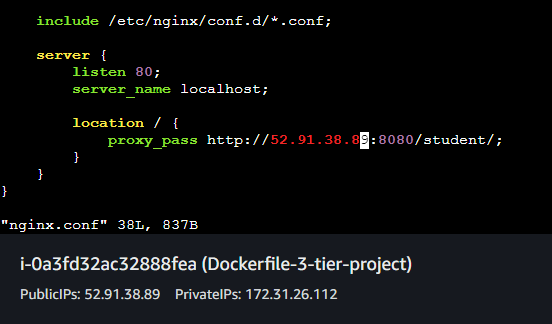 include /etc/nginx/conf.d/*.conf;
server {
listen 80;
server_name localhost;
location / {
proxy_pass http://52.91.38.89:8080/student/;
}
}
}
"nginx.conf" 38L, 837B
i-0a3fd32ac32888fea (Dockerfile-3-tier-project)
PublicIPs: 52.91.38.89 PrivateIPs: 172.31.26.112